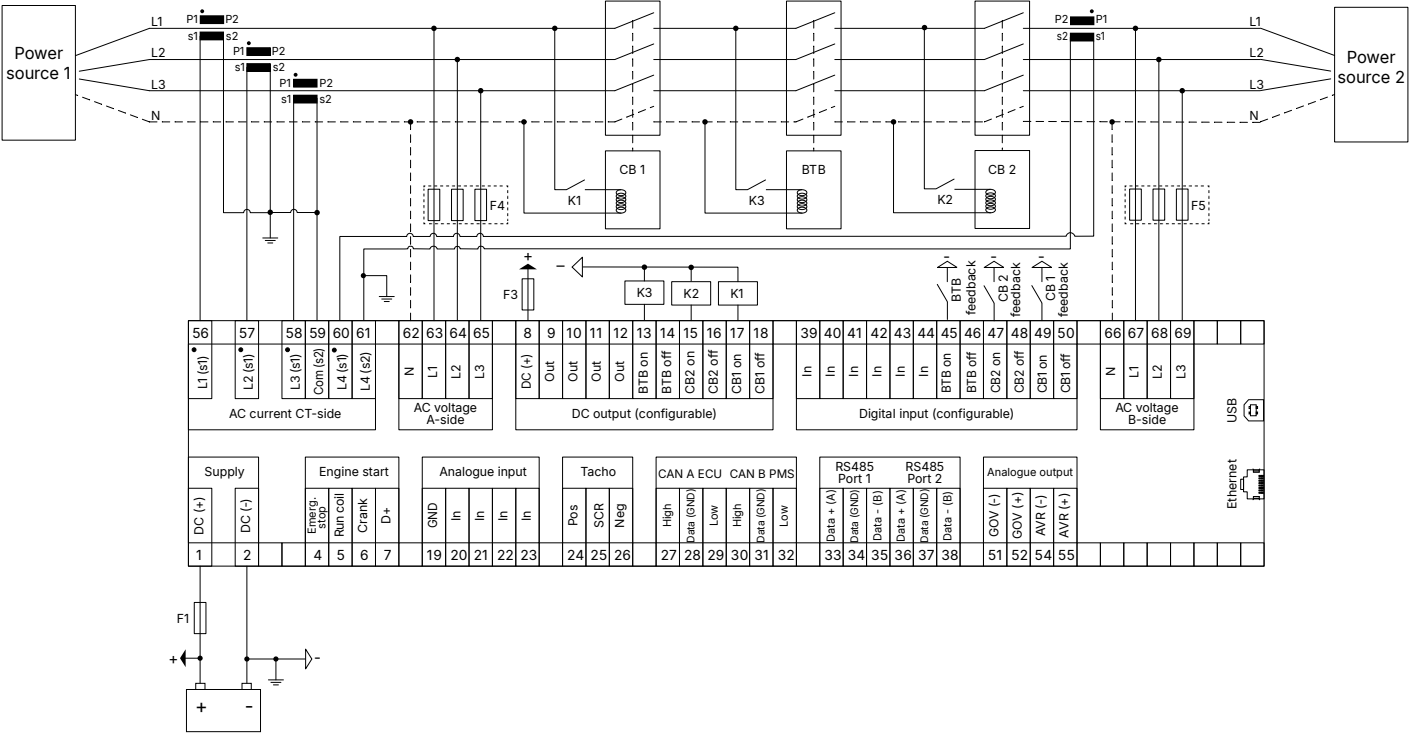 P1 P2
s1 s2
P1 P2
s1 s2
P1 P2
s1 s2
L1
L2
L3
N
Power
source 1
P2 P1
s2 s1
L1
L2
L3
N
Power
source 2
CB 1
BTB
CB 2
K1
K3
K2
F4
F5
+
F3
−
K3
K2
K1
-
BTB
feedback
-
CB 2
feedback
-
CB 1
feedback
56 57 58 59 60 61 62 63 64 65 8 9 10 11 12 13 14 15 16 17 18 39 40 41 42 43 44 45 46 47 48 49 50 66 67 68 69
L1 (s1)
L2 (s1)
L3 (s1)
Com (s2)
L4 (s1)
L4 (s2)
N
L1
L2
L3
DC (+)
Out
Out
Out
Out
BTB on
BTB off
CB2 on
CB2 off
CB1 on
CB1 off
In
In
In
In
In
In
BTB on
BTB off
CB2 on
CB2 off
CB1 on
CB1 off
N
L1
L2
L3
AC current CT-side
AC voltage
A-side
DC output (configurable)
Digital input (configurable)
AC voltage
B-side
USB
Ethernet
Supply
Engine start
Analogue input
Tacho
CAN A ECU
CAN B PMS
RS485
Port 1
RS485
Port 2
Analogue output
DC (+)
DC (-)
Emerg.
stop
Run coil
Crank
D+
GND
In
In
In
In
Pos
SCR
Neg
High
Data (GND)
Low
High
Data (GND)
Low
Data + (A)
Data (GND)
Data - (B)
Data + (A)
Data (GND)
Data - (B)
GOV (-)
GOV (+)
AVR (-)
AVR (+)
1 2 4 5 6 7 19 20 21 22 23 24 25 26 27 28 29 30 31 32 33 34 35 36 37 38 51 52 54 55
F1
+
-
+ -